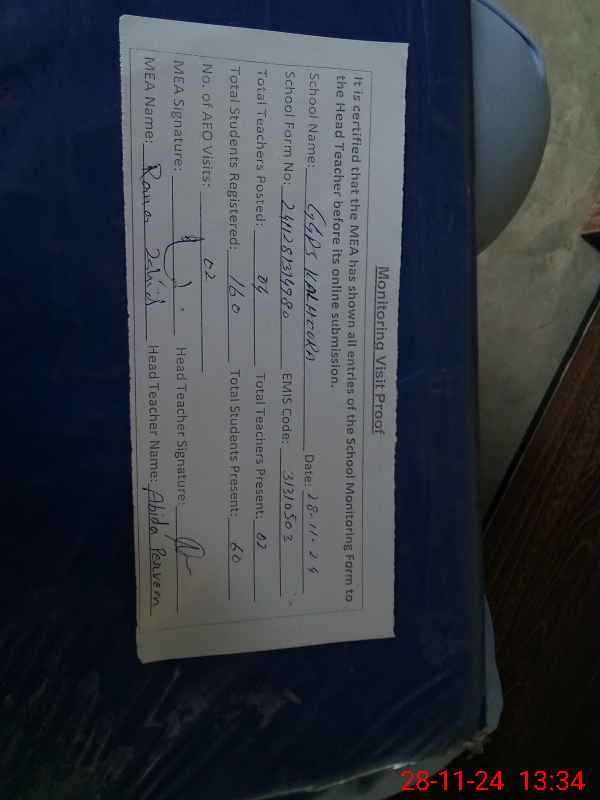 Monitoring Visit Proof
It is certified that the MEA has shown all entries of the School Monitoring Form to
the Head Teacher before its online submission.
School Name: GGPS KALHOORA Date: 28.11.24
School Form No: EMIS Code: 31310503
Total Teachers Posted: 04 Total Teachers Present: 02
Total Students Registered: 160 Total Students Present: 60
No. of AEO Visits: 02
MEA Signature: Head Teacher Signature:
MEA Name: Rana Zahid Head Teacher Name: Abida Perveen
28-11-24 13:34